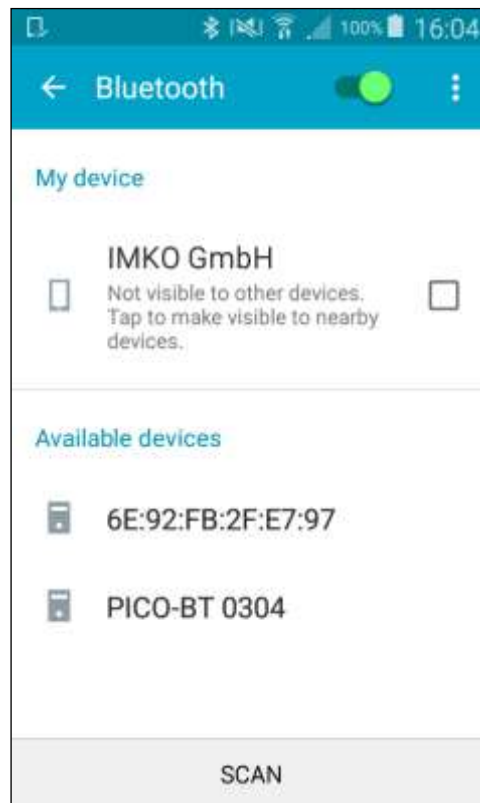 100% 16:04
Bluetooth
My device
IMKO GmbH
Not visible to other devices.
Tap to make visible to nearby
devices.
Available devices
6E:92:FB:2F:E7:97
PICO-BT 0304
SCAN